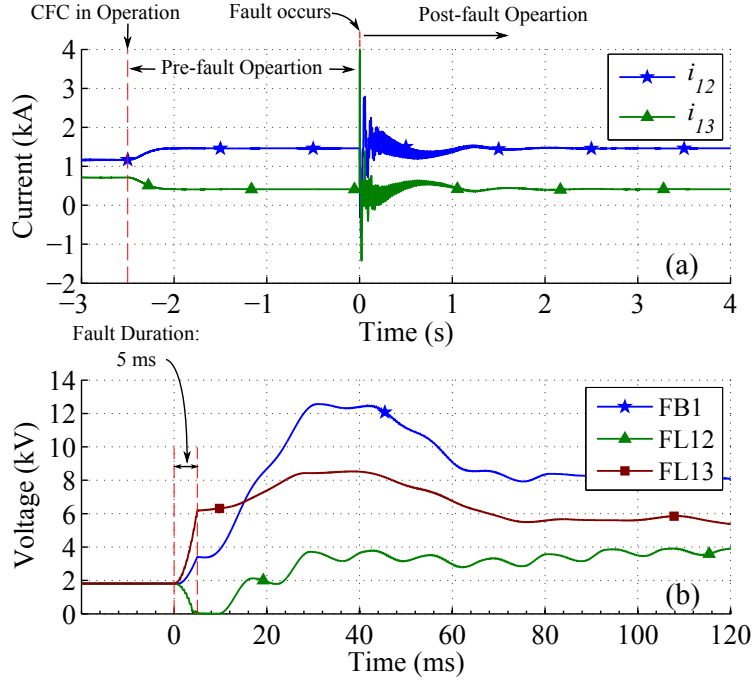 CFC in Operation
Fault occurs
Post-fault Opeartion
Pre-fault Opeartion
i12
i13
Current (kA)
4
3
2
1
0
−1
−2
(a)
−3 −2 −1 0 1 2 3 4
Time (s)
Fault Duration:
5 ms
FB1
FL12
FL13
Voltage (kV)
14
12
10
8
6
4
2
0
(b)
0 20 40 60 80 100 120
Time (ms)